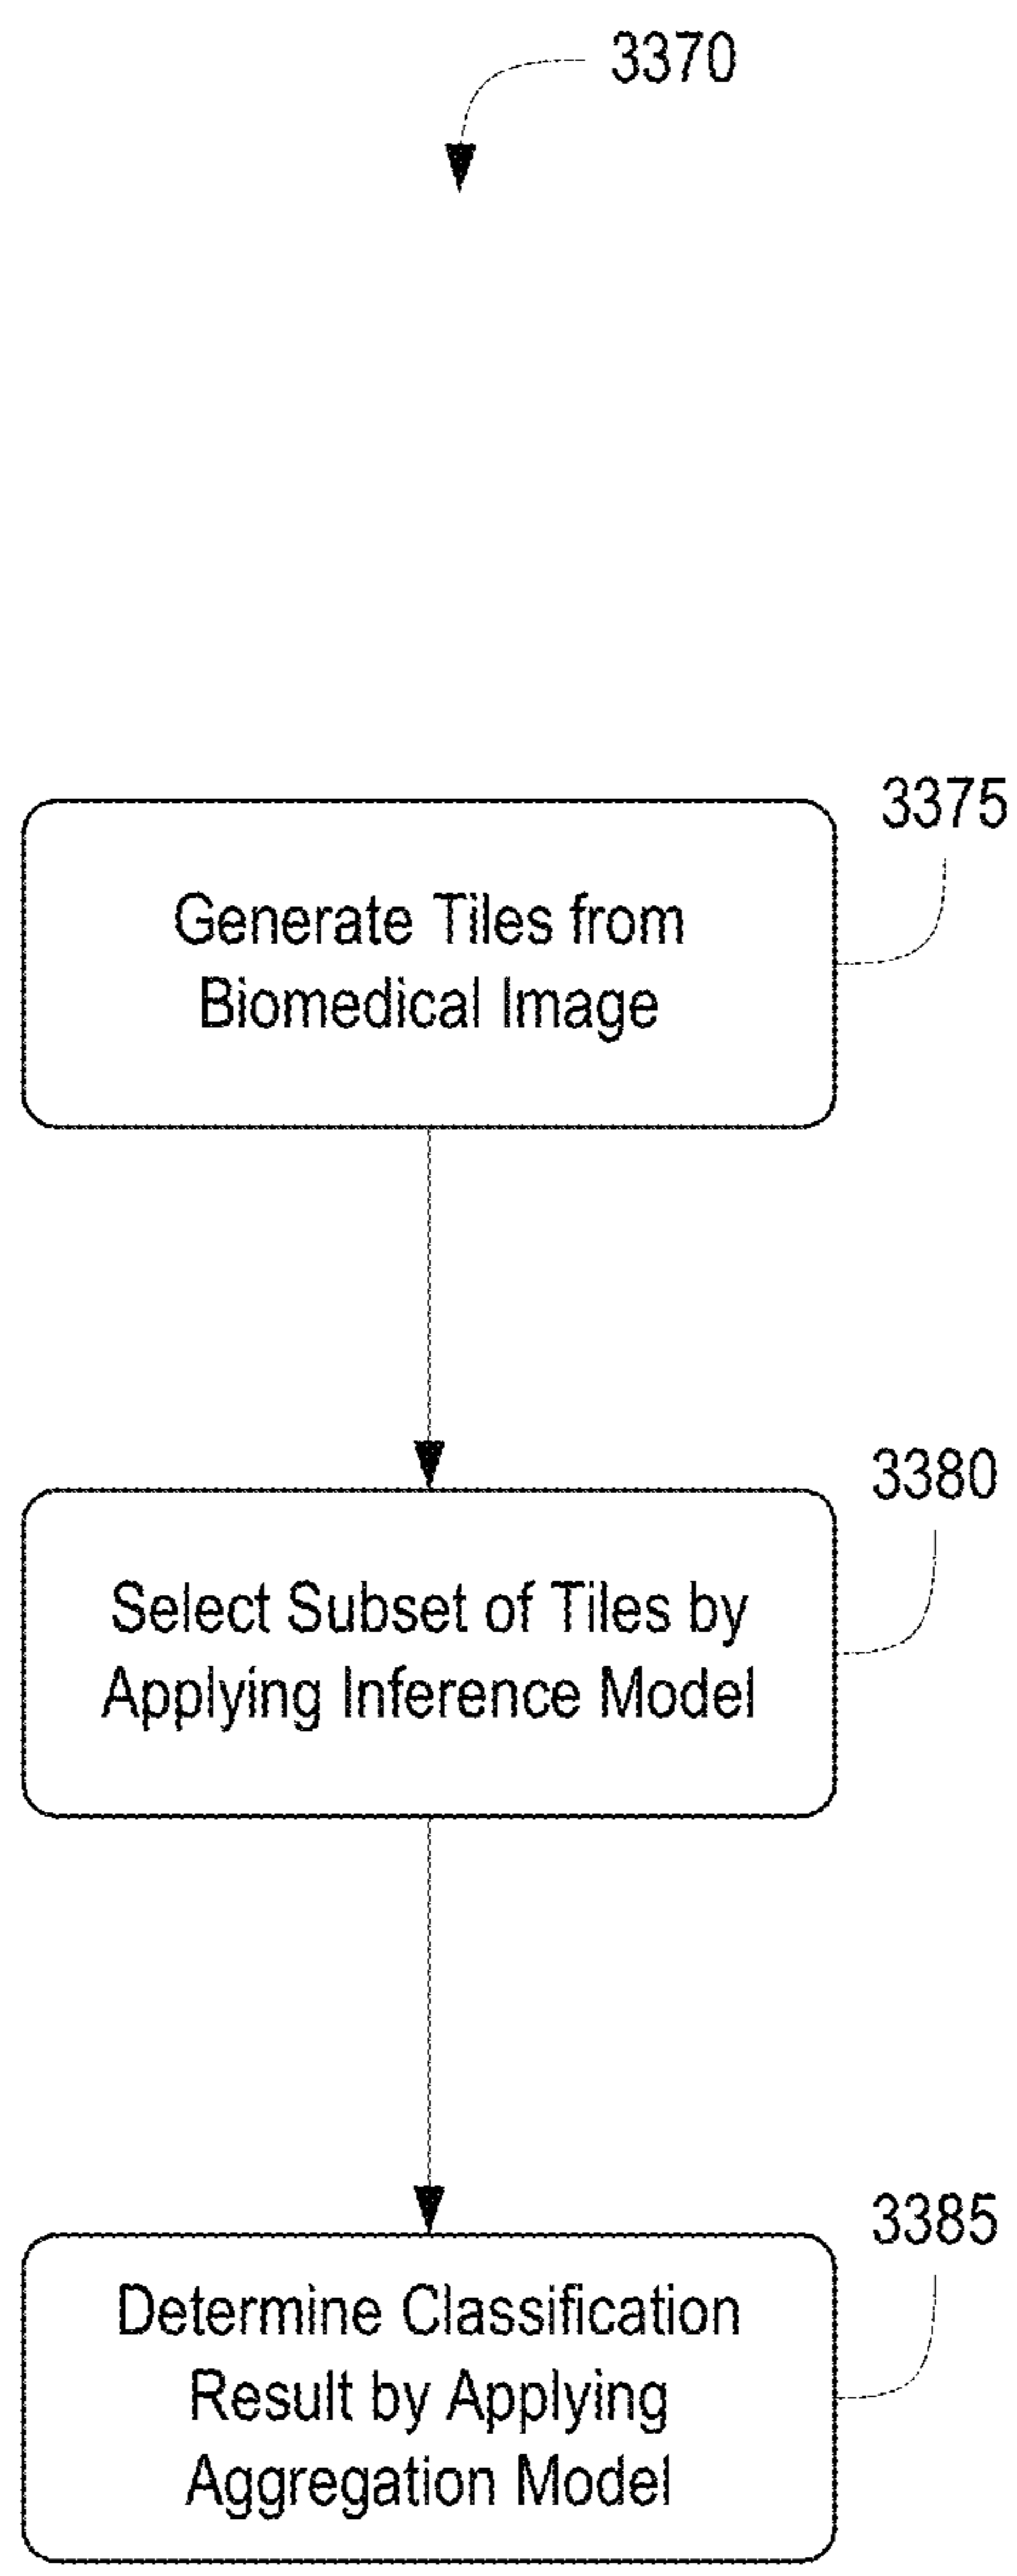 3370
3375
Generate Tiles from
Biomedical Image
3380
Select Subset of Tiles by
Applying Inference Model
3385
Determine Classification
Result by Applying
Aggregation Model